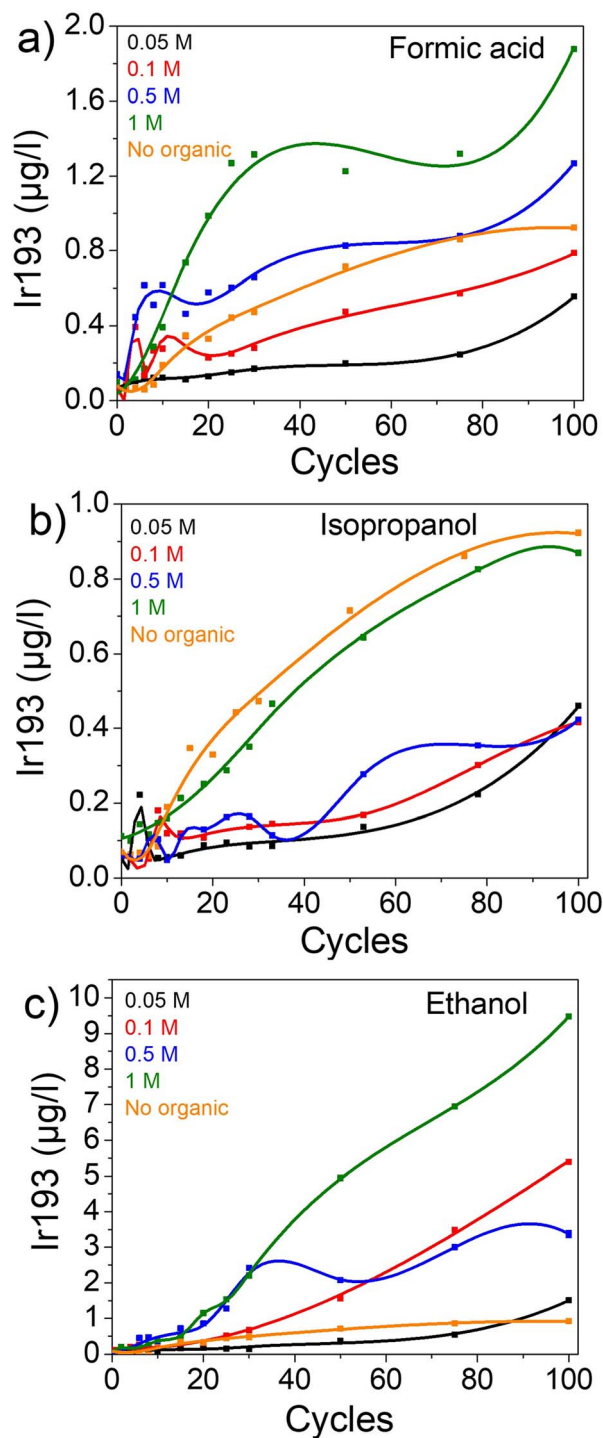 a)
Formic acid
0.05 M
0.1 M
0.5 M
1 M
No organic
Ir193 (µg/l)
2.0
1.6
1.2
0.8
0.4
0.0
0 20 40 60 80 100
Cycles
b)
Isopropanol
0.05 M
0.1 M
0.5 M
1 M
No organic
Ir193 (µg/l)
1.0
0.8
0.6
0.4
0.2
0.0
0 20 40 60 80 100
Cycles
c)
Ethanol
0.05 M
0.1 M
0.5 M
1 M
No organic
Ir193 (µg/l)
10
9
8
7
6
5
4
3
2
1
0
0 20 40 60 80 100
Cycles